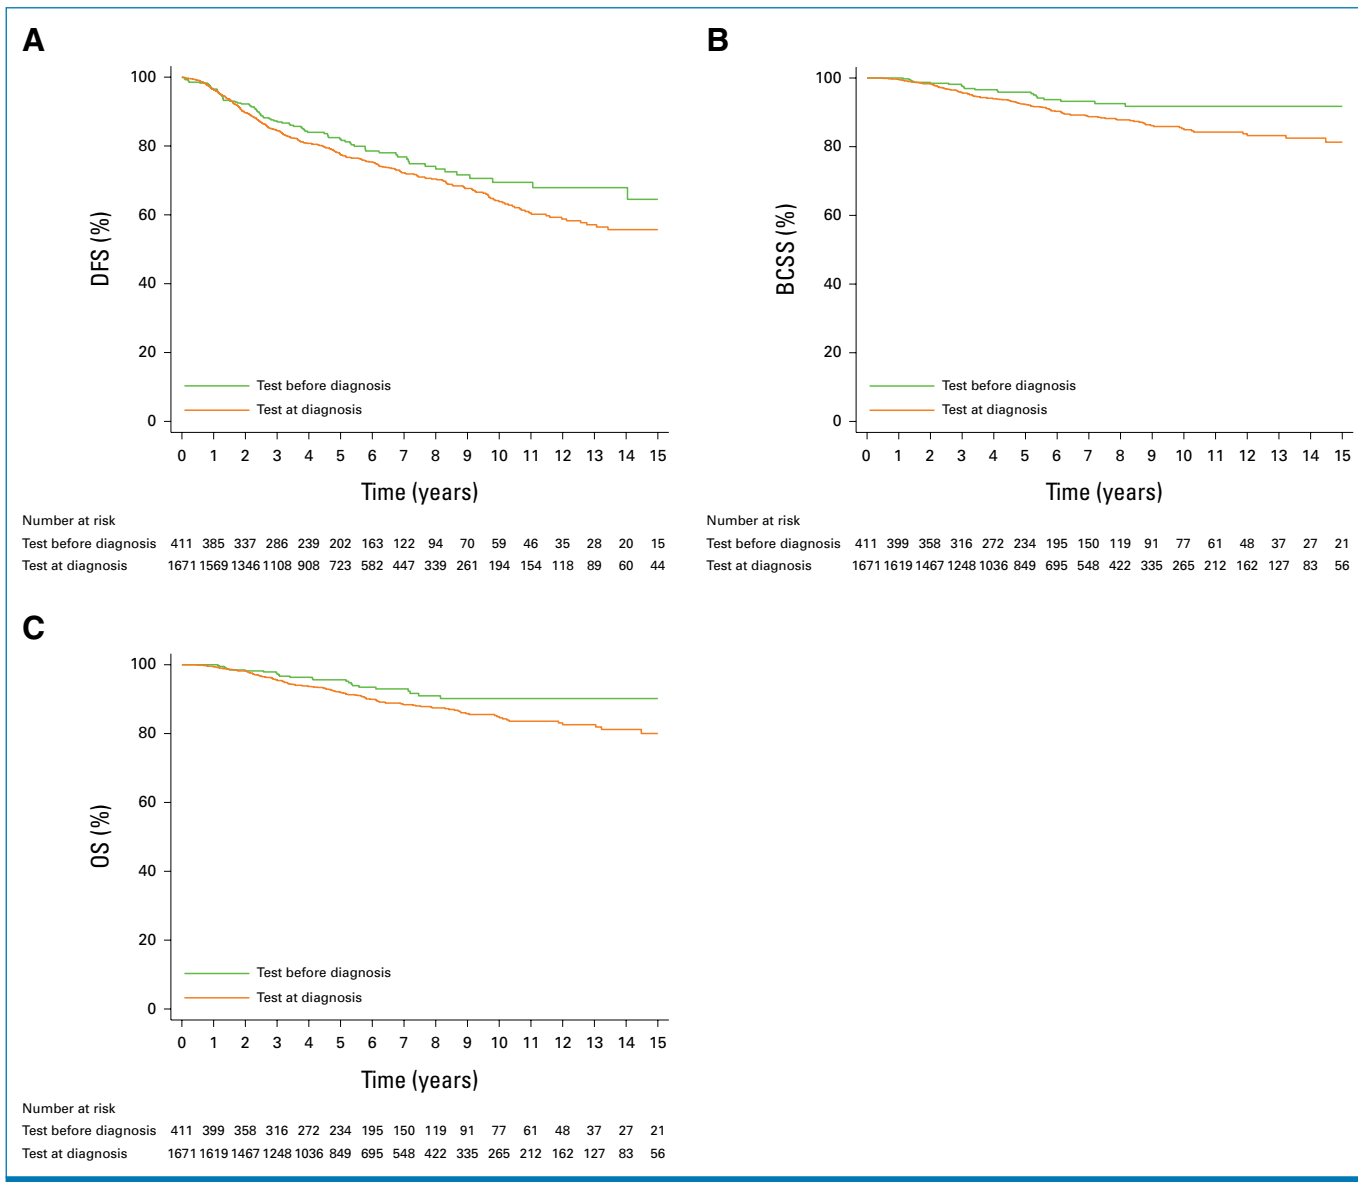 A
DFS (%)
100
80
60
40
20
0
Test before diagnosis
Test at diagnosis
0 1 2 3 4 5 6 7 8 9 10 11 12 13 14 15
Time (years)
Number at risk
Test before diagnosis 411 385 337 286 239 202 163 122 94 70 59 46 35 28 20 15
Test at diagnosis 1671 1569 1346 1108 908 723 582 447 339 261 194 154 118 89 60 44
B
BCSS (%)
100
80
60
40
20
0
Test before diagnosis
Test at diagnosis
0 1 2 3 4 5 6 7 8 9 10 11 12 13 14 15
Time (years)
Number at risk
Test before diagnosis 411 399 358 316 272 234 195 150 119 91 77 61 48 37 27 21
Test at diagnosis 1671 1619 1467 1248 1036 849 695 548 422 335 265 212 162 127 83 56
C
OS (%)
100
80
60
40
20
0
Test before diagnosis
Test at diagnosis
0 1 2 3 4 5 6 7 8 9 10 11 12 13 14 15
Time (years)
Number at risk
Test before diagnosis 411 399 358 316 272 234 195 150 119 91 77 61 48 37 27 21
Test at diagnosis 1671 1619 1467 1248 1036 849 695 548 422 335 265 212 162 127 83 56